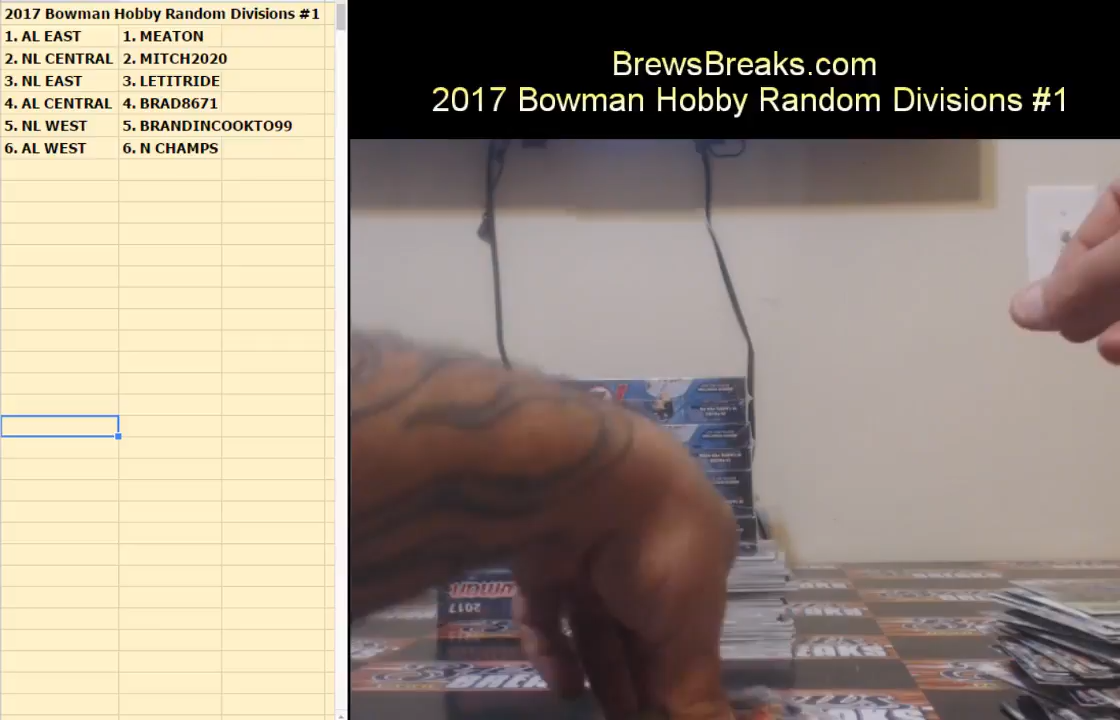 2017 Bowman Hobby Random Divisions #1
1. AL EAST 1. MEATON
2. NL CENTRAL 2. MITCH2020
3. NL EAST 3. LETITRIDE
4. AL CENTRAL 4. BRAD8671
5. NL WEST 5. BRANDINCOOKTO99
6. AL WEST 6. N CHAMPS
BrewsBreaks.com
2017 Bowman Hobby Random Divisions #1
2017
BREAKS